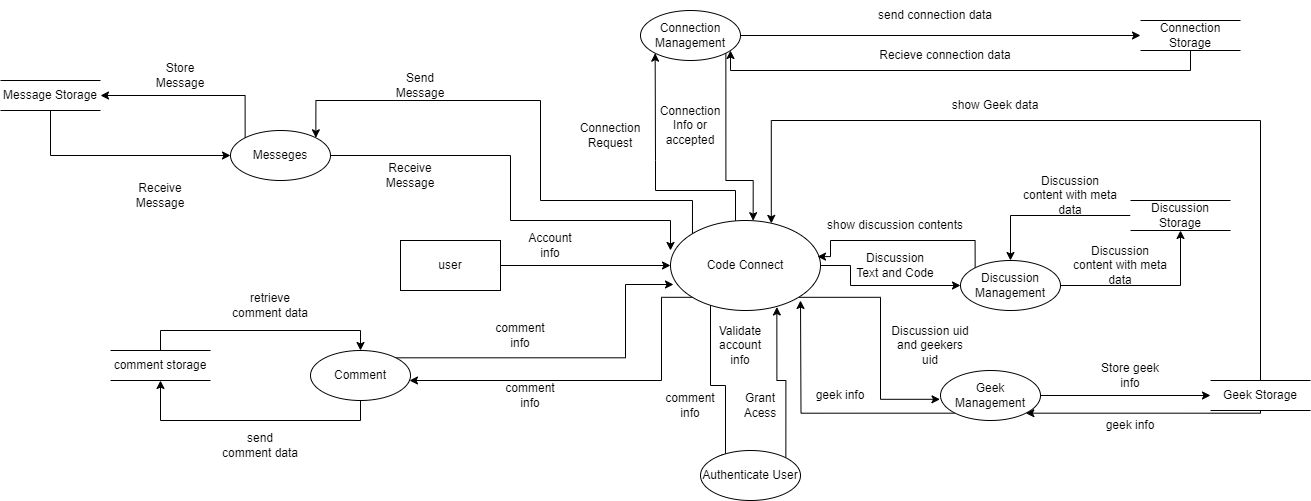 send connection data
Connection
Management
Connection
Storage
Recieve connection data
Store
Message
Send
Message
Message Storage
show Geek data
Connection
Info or
accepted
Connection
Request
Messeges
Receive
Message
Receive
Message
Discussion
content with meta
data
Discussion
Storage
show discussion contents
Account
info
user
Code Connect
Discussion
Text and Code
Discussion
content with meta
data
Discussion
Management
retrieve
comment data
comment
info
Validate
account
info
Discussion uid
and geekers
uid
comment storage
Comment
comment
info
comment
info
Grant
Acess
geek info
Geek
Management
Store geek
info
Geek Storage
geek info
send
comment data
Authenticate User